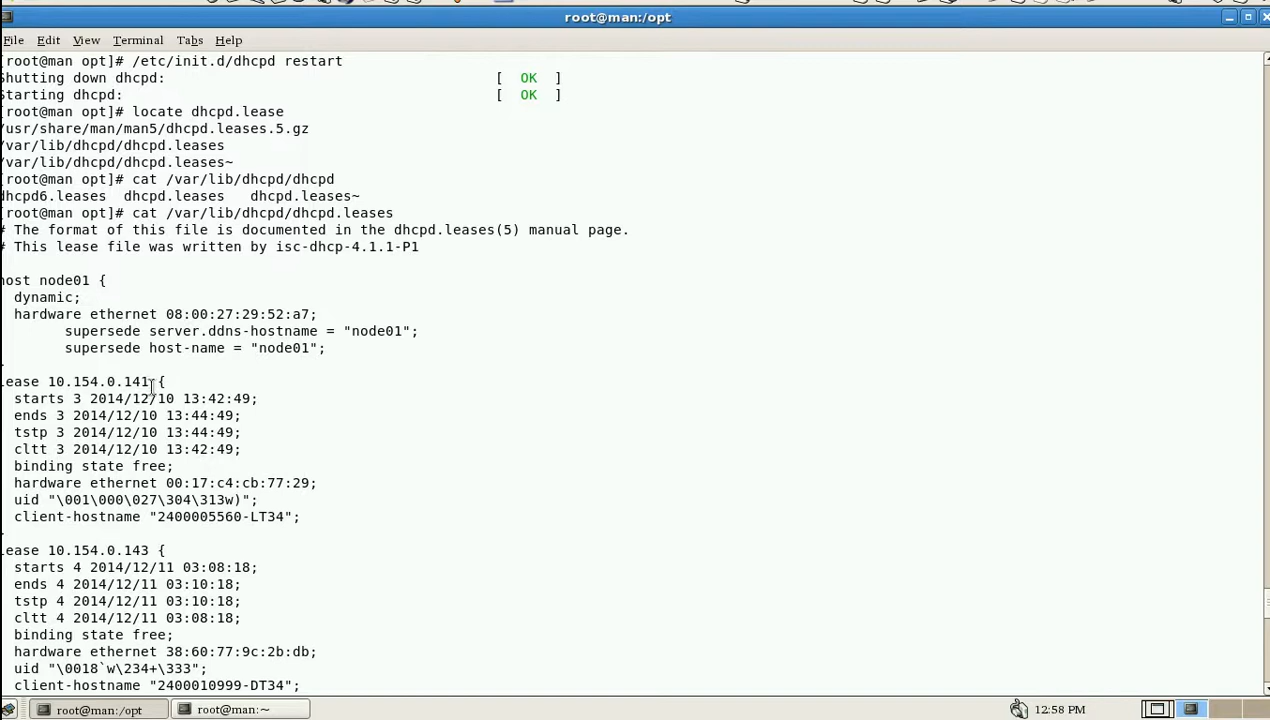 root@man:/opt
File Edit View Terminal Tabs Help
[root@man opt]# /etc/init.d/dhcpd restart
Shutting down dhcpd: [ OK ]
Starting dhcpd: [ OK ]
[root@man opt]# locate dhcpd.lease
/usr/share/man/man5/dhcpd.leases.5.gz
/var/lib/dhcpd/dhcpd.leases
/var/lib/dhcpd/dhcpd.leases~
[root@man opt]# cat /var/lib/dhcpd/dhcpd
dhcpd6.leases dhcpd.leases dhcpd.leases~
[root@man opt]# cat /var/lib/dhcpd/dhcpd.leases
# The format of this file is documented in the dhcpd.leases(5) manual page.
# This lease file was written by isc-dhcp-4.1.1-P1
host node01 {
dynamic;
hardware ethernet 08:00:27:29:52:a7;
supersede server.ddns-hostname = "node01";
supersede host-name = "node01";
}
lease 10.154.0.141 {
starts 3 2014/12/10 13:42:49;
ends 3 2014/12/10 13:44:49;
tstp 3 2014/12/10 13:44:49;
cltt 3 2014/12/10 13:42:49;
binding state free;
hardware ethernet 00:17:c4:cb:77:29;
uid "\001\000\027\304\313w)";
client-hostname "2400005560-LT34";
}
lease 10.154.0.143 {
starts 4 2014/12/11 03:08:18;
ends 4 2014/12/11 03:10:18;
tstp 4 2014/12/11 03:10:18;
cltt 4 2014/12/11 03:08:18;
binding state free;
hardware ethernet 38:60:77:9c:2b:db;
uid "\0018`w\234+\333";
client-hostname "2400010999-DT34";
root@man:/opt root@man:~ 12:58 PM